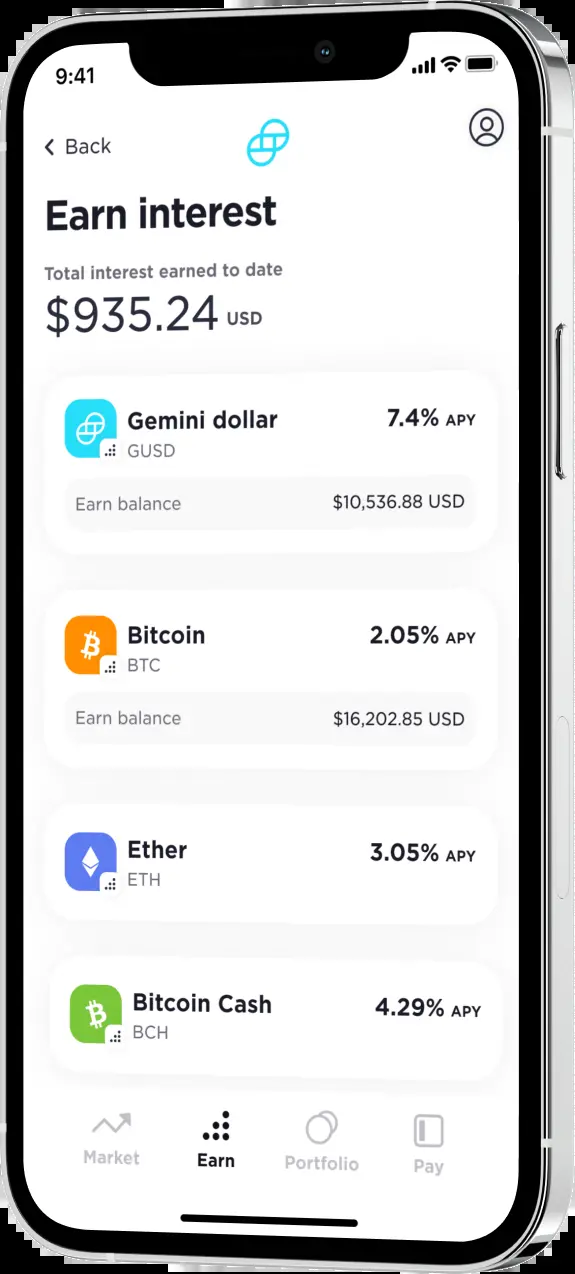 9:41
Back
Earn interest
Total interest earned to date
$935.24 USD
Gemini dollar 7.4% APY
GUSD
Earn balance $10,536.88 USD
Bitcoin 2.05% APY
BTC
Earn balance $16,202.85 USD
Ether 3.05% APY
ETH
Bitcoin Cash 4.29% APY
BCH
Market Earn Portfolio Pay